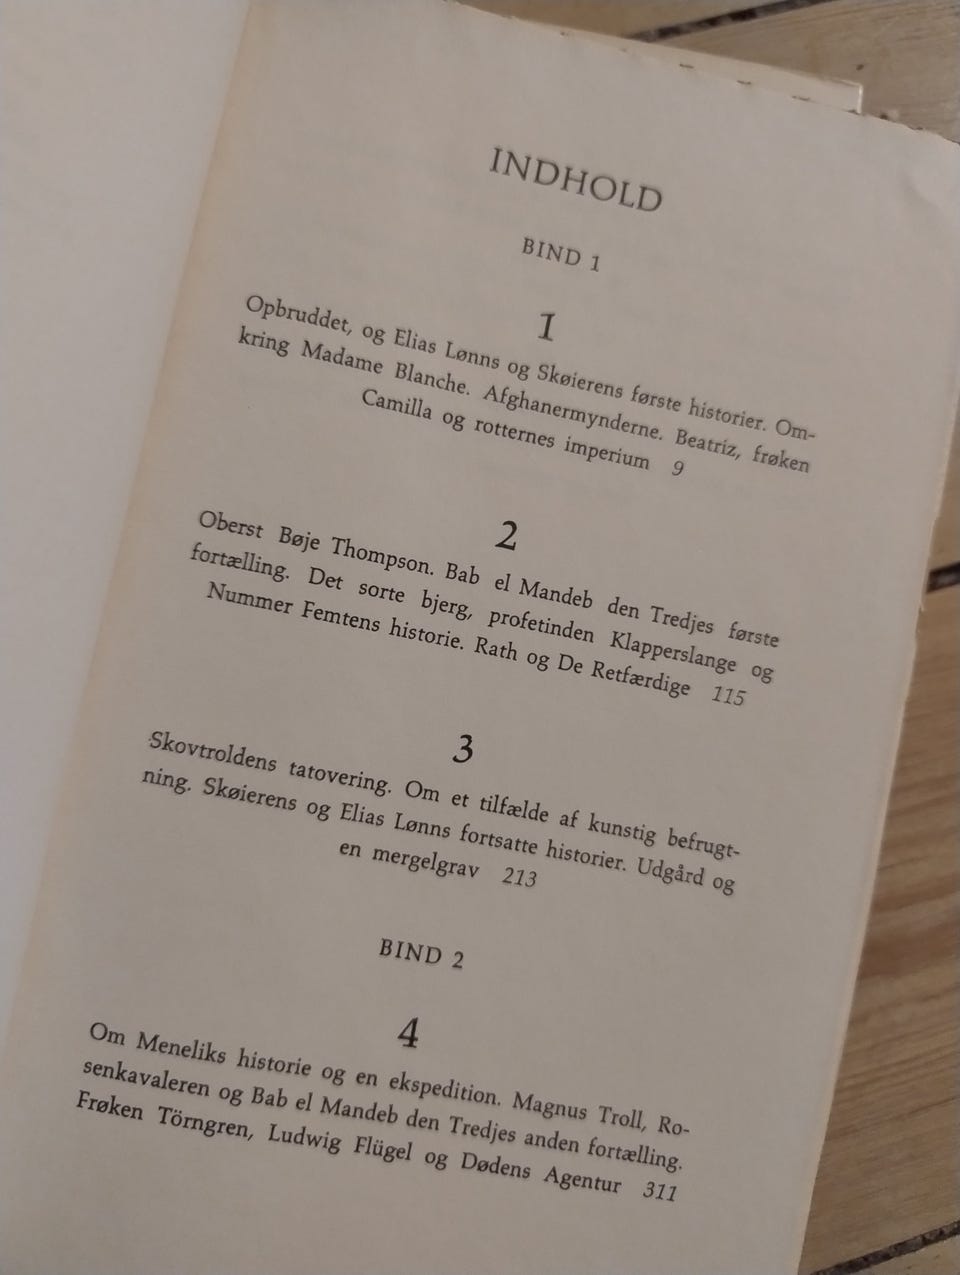 INDHOLD
BIND 1
1
Opbruddet, og Elias Lønns og Skøierens første historier. Om-
kring Madame Blanche. Afghanermynderne. Beatriz, frøken
Camilla og rotternes imperium 9
2
Oberst Bøje Thompson. Bab el Mandeb den Tredjes første
fortælling. Det sorte bjerg, profetinden Klapperslange og
Nummer Femtens historie. Rath og De Retfærdige 115
3
Skovtroldens tatovering. Om et tilfælde af kunstig befrugt-
ning. Skøierens og Elias Lønns fortsatte historier. Udgård og
en mergelgrav 213
BIND 2
4
Om Meneliks historie og en ekspedition. Magnus Troll, Ro-
senkavaleren og Bab el Mandeb den Tredjes anden fortælling.
Frøken Törngren, Ludwig Flügel og Dødens Agentur 311